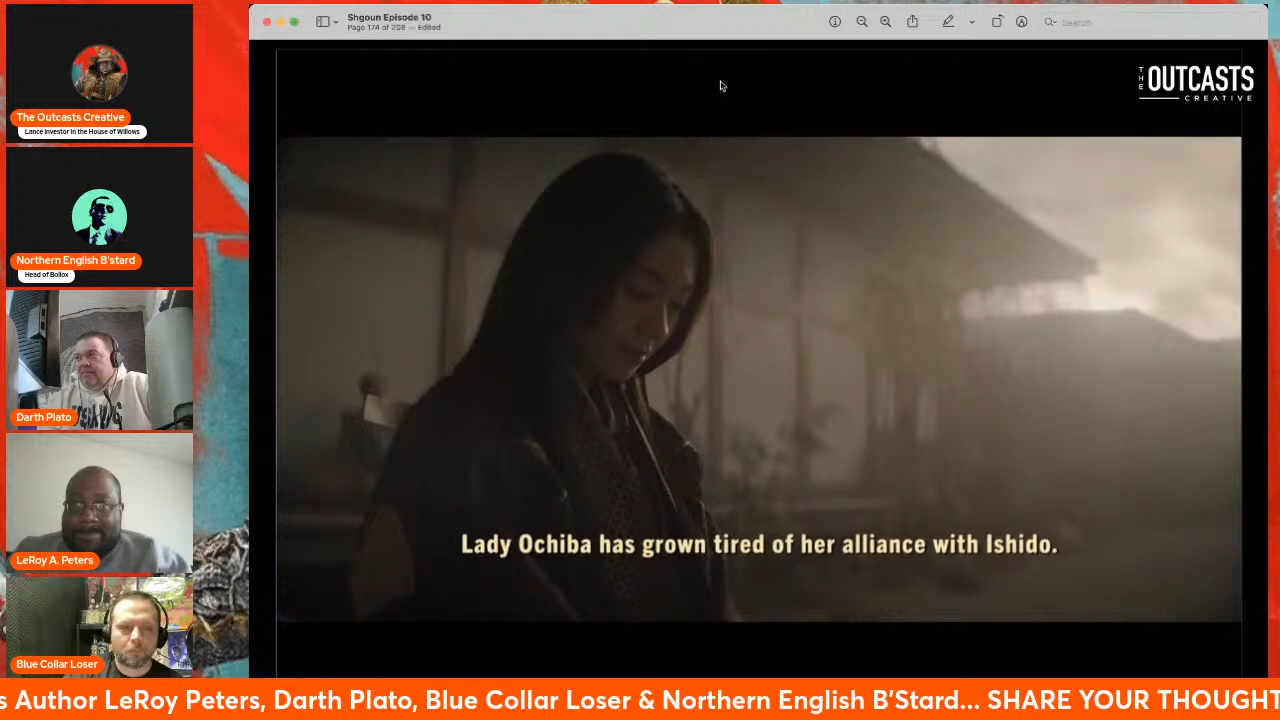 The Outcasts Creative
Lance investor in the House of Willows
Northern English B'stard
Head of Bollox
Darth Plato
LeRoy A. Peters
Blue Collar Loser
Shgoun Episode 10
Page 174 of 208 — Edited
Search
THE OUTCASTS
CREATIVE
Lady Ochiba has grown tired of her alliance with Ishido.
s Author LeRoy Peters, Darth Plato, Blue Collar Loser & Northern English B'Stard... SHARE YOUR THOUGHT